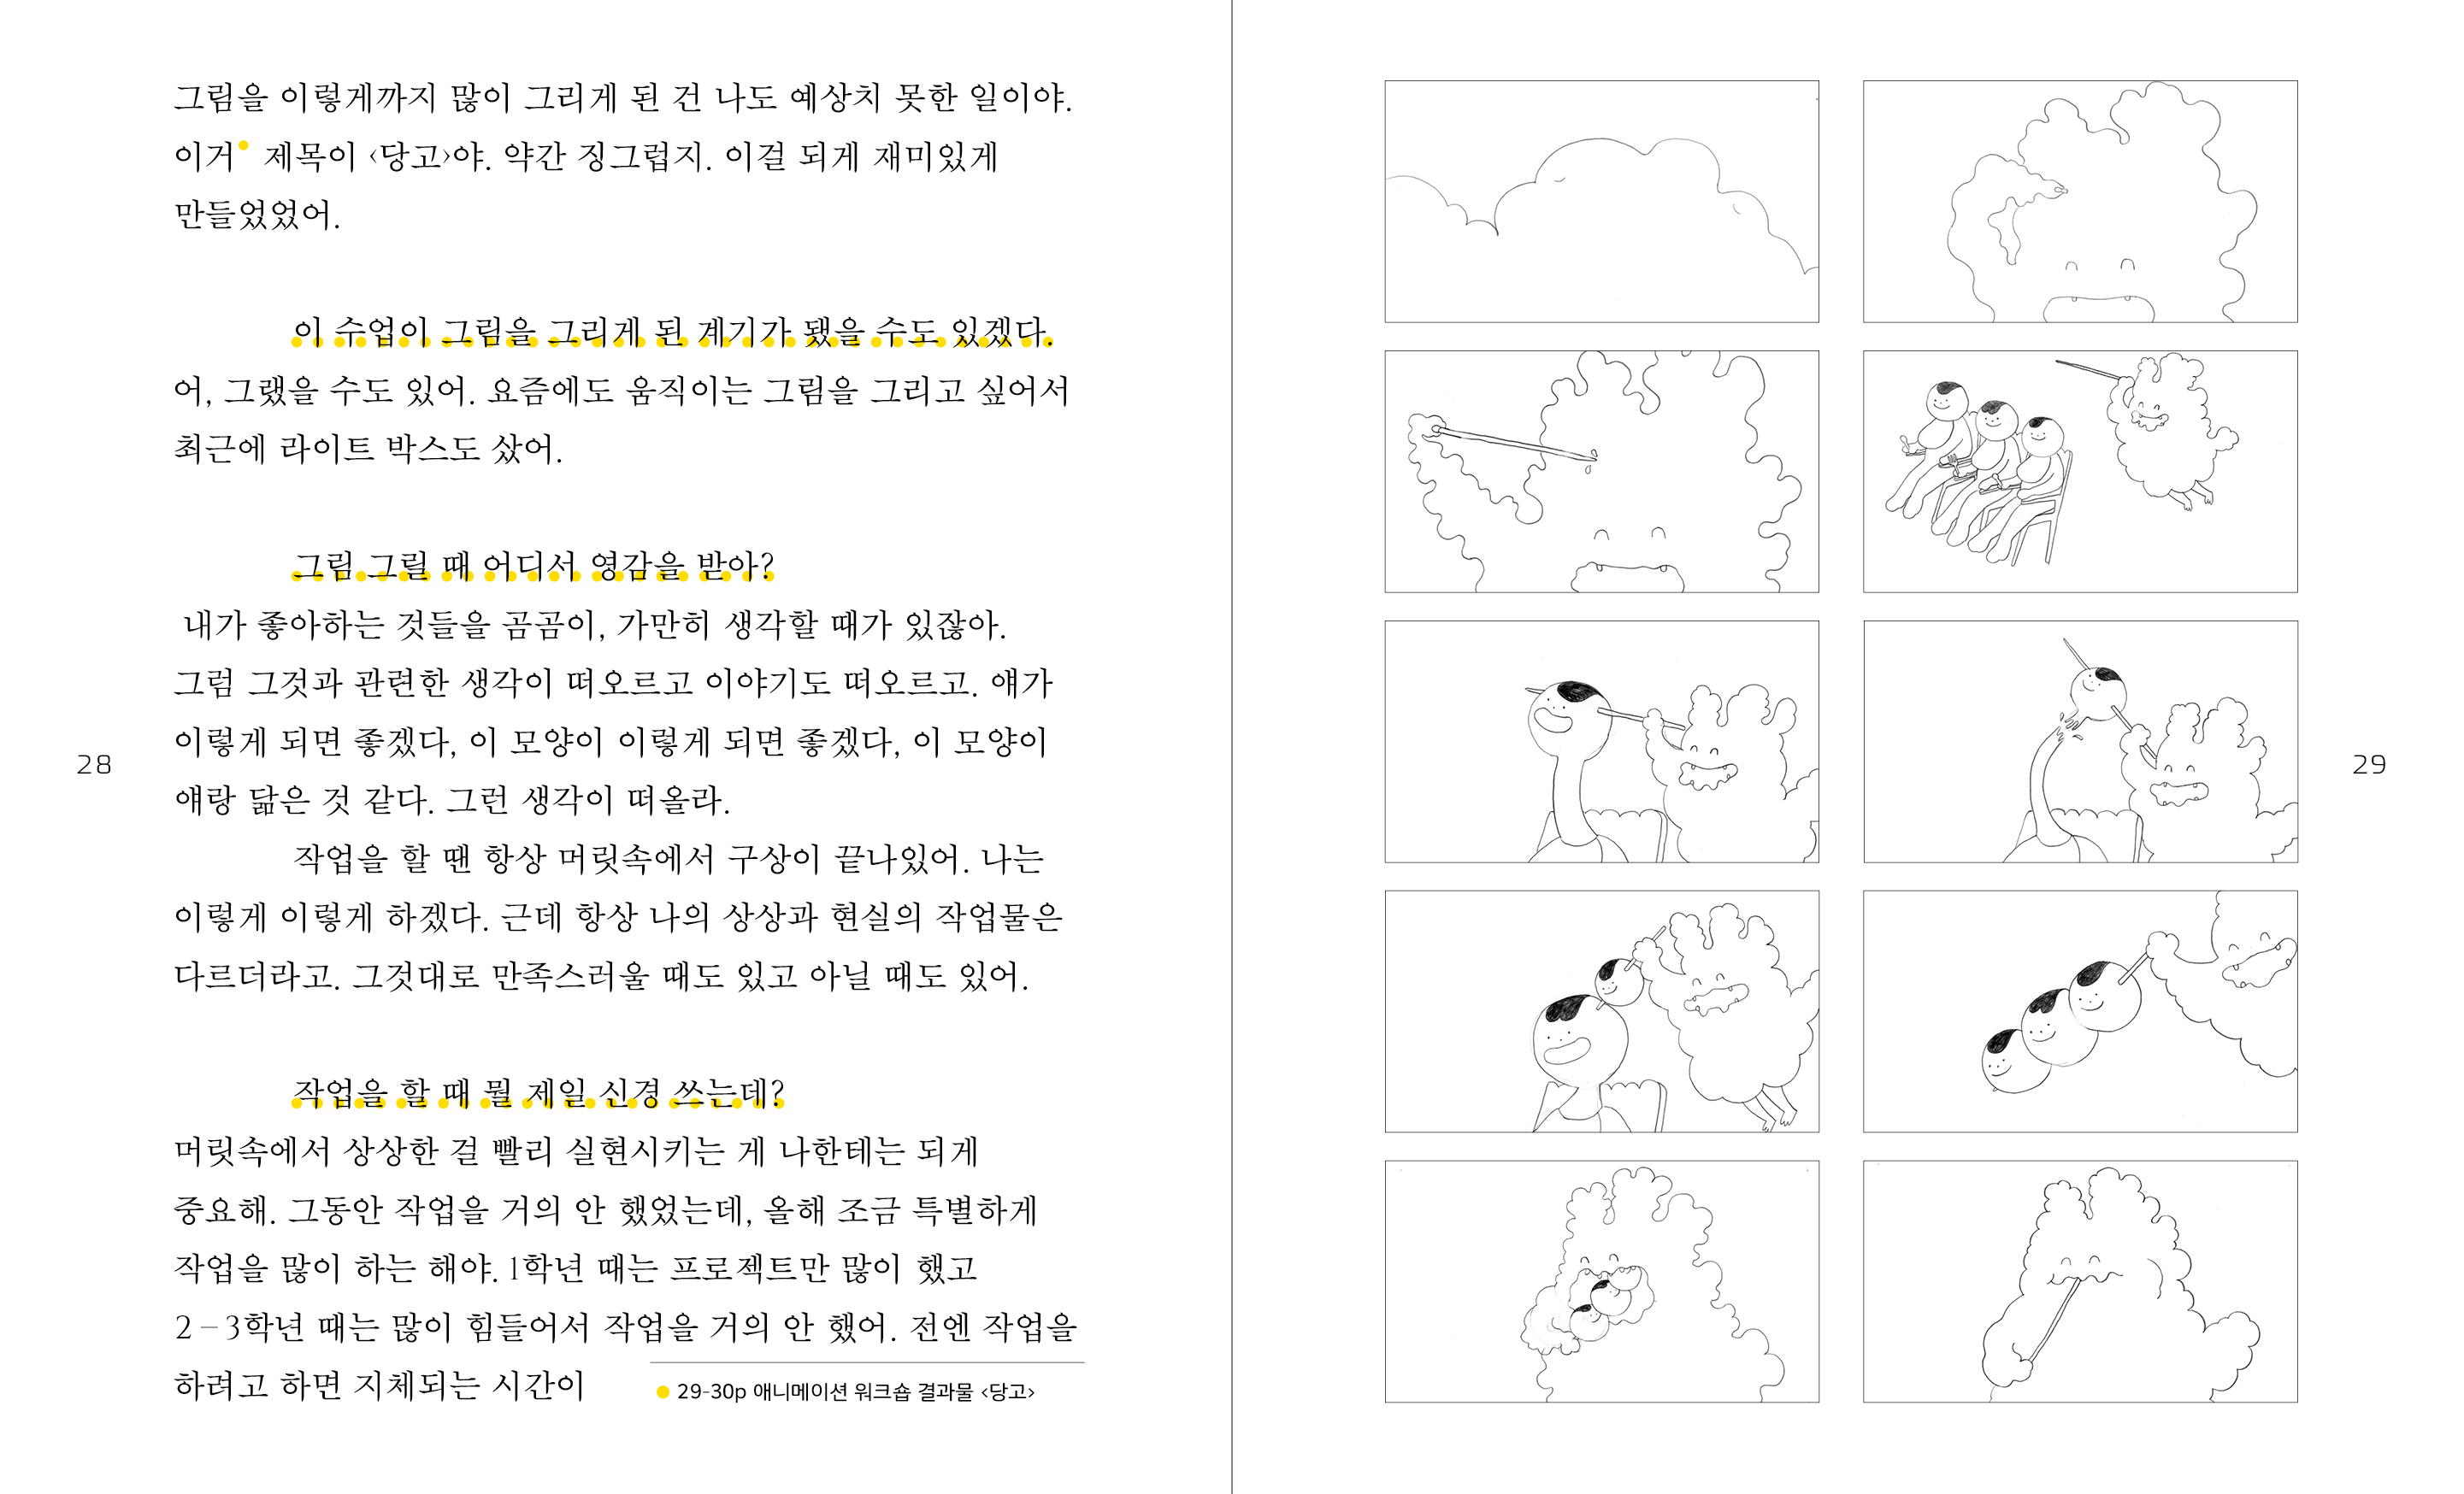 그림을 이렇게까지 많이 그리게 된 건 나도 예상치 못한 일이야.
이거• 제목이 ‹당고›야. 약간 징그럽지. 이걸 되게 재미있게
만들었었어.
이 수업이 그림을 그리게 된 계기가 됐을 수도 있겠다.
어, 그랬을 수도 있어. 요즘에도 움직이는 그림을 그리고 싶어서
최근에 라이트 박스도 샀어.
그림 그릴 때 어디서 영감을 받아?
내가 좋아하는 것들을 곰곰이, 가만히 생각할 때가 있잖아.
그럼 그것과 관련한 생각이 떠오르고 이야기도 떠오르고. 얘가
이렇게 되면 좋겠다, 이 모양이 이렇게 되면 좋겠다, 이 모양이
얘랑 닮은 것 같다. 그런 생각이 떠올라.
작업을 할 땐 항상 머릿속에서 구상이 끝나있어. 나는
이렇게 이렇게 하겠다. 근데 항상 나의 상상과 현실의 작업물은
다르더라고. 그것대로 만족스러울 때도 있고 아닐 때도 있어.
작업을 할 때 뭘 제일 신경 쓰는데?
머릿속에서 상상한 걸 빨리 실현시키는 게 나한테는 되게
중요해. 그동안 작업을 거의 안 했었는데, 올해 조금 특별하게
작업을 많이 하는 해야. 1학년 때는 프로젝트만 많이 했고
2–3학년 때는 많이 힘들어서 작업을 거의 안 했어. 전엔 작업을
하려고 하면 지체되는 시간이
• 29-30p 애니메이션 워크숍 결과물 ‹당고›
28
29